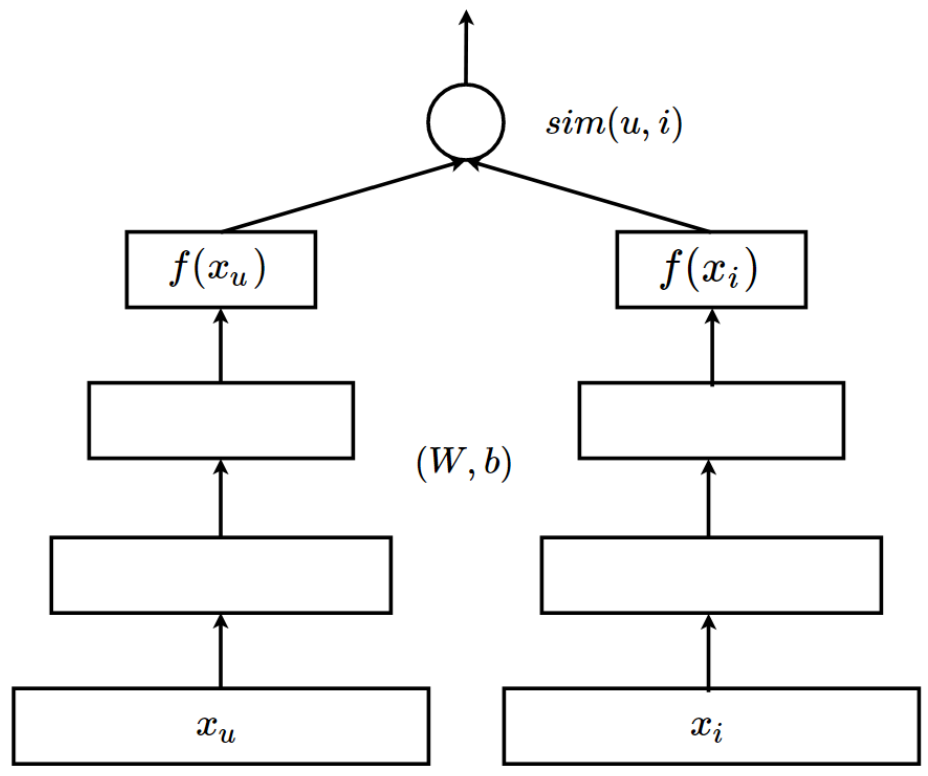 sim(u, i)
f(x_u) f(x_i)
(W, b)
x_u x_i